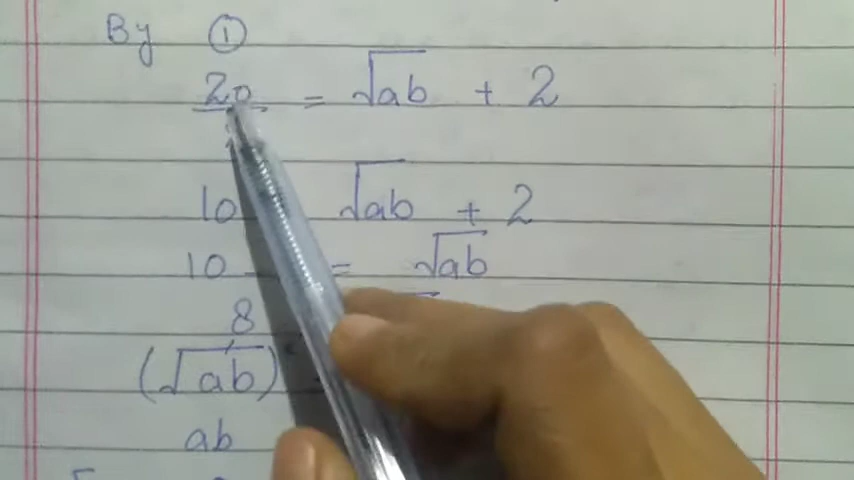 By ①
20 = √ab + 2
10 √ab + 2
10 = √ab
8
(√ab)
ab